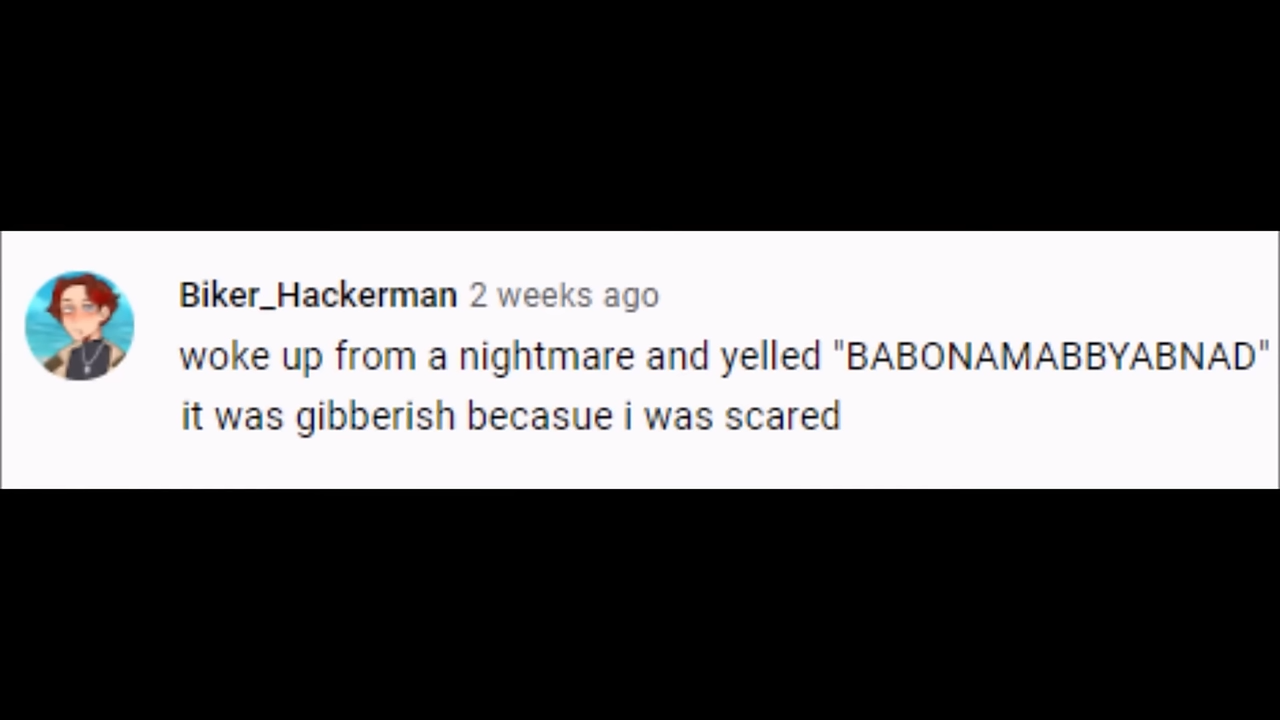 Biker_Hackerman 2 weeks ago
woke up from a nightmare and yelled "BABONAMABBYABNAD"
it was gibberish becasue i was scared